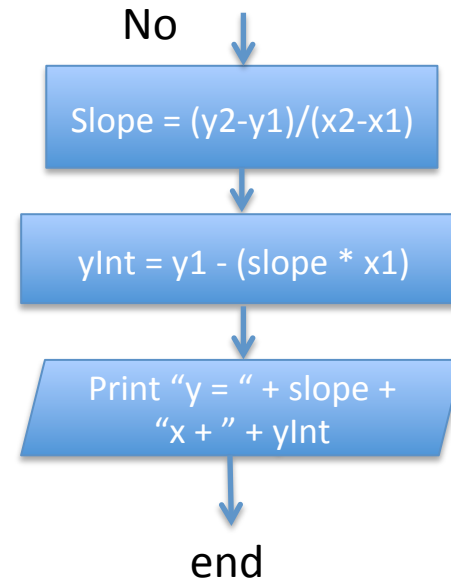 No
Slope = (y2-y1)/(x2-x1)
yInt = y1 - (slope * x1)
Print “y = “ + slope +
“x + ” + yInt
end